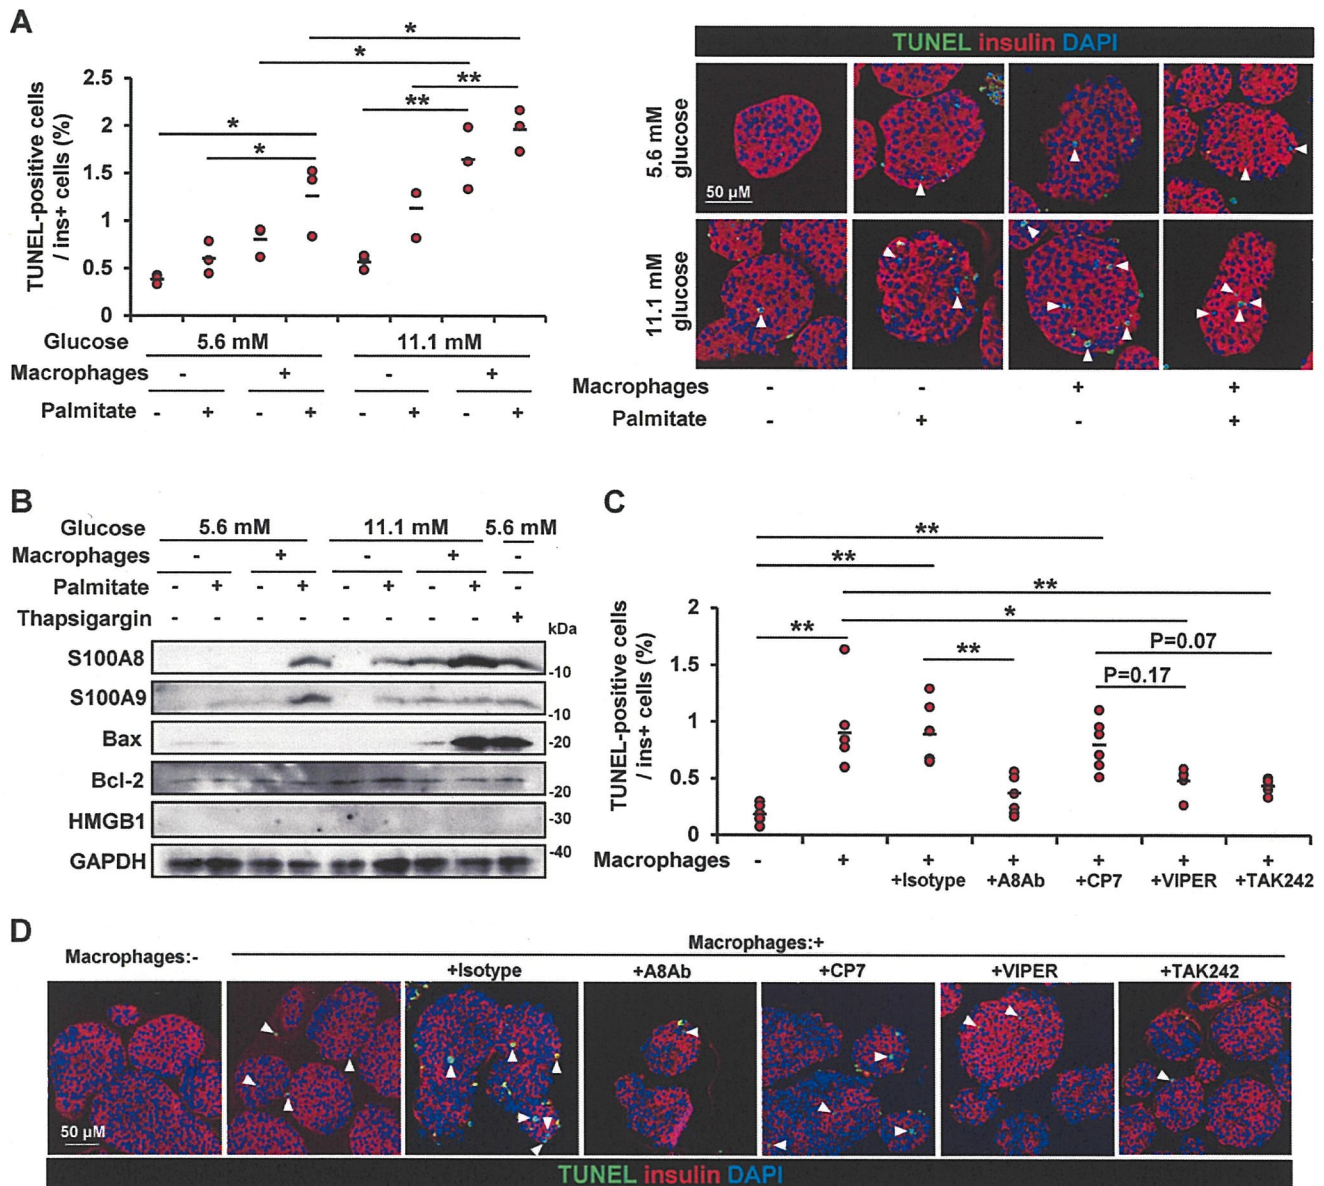 A
*
*
**
**
*
*
TUNEL-positive cells
/ ins+ cells (%)
2.5
2
1.5
1
0.5
0
Glucose 5.6 mM 11.1 mM
Macrophages - + - +
Palmitate - + - + - + - +
TUNEL insulin DAPI
5.6 mM
glucose
50 µM
11.1 mM
glucose
Macrophages - - + +
Palmitate - + - +
B
Glucose 5.6 mM 11.1 mM 5.6 mM
Macrophages - + - + -
Palmitate - + - + - + - + -
Thapsigargin - - - - - - - - +
kDa
S100A8 -10
S100A9 -10
Bax -20
Bcl-2 -20
HMGB1 -30
GAPDH -40
C
**
**
**
*
**
**
P=0.07
P=0.17
TUNEL-positive cells
/ ins+ cells (%)
2
1.5
1
0.5
0
Macrophages - + + + + + +
+Isotype +A8Ab +CP7 +VIPER +TAK242
D
Macrophages:- Macrophages:+
+Isotype +A8Ab +CP7 +VIPER +TAK242
50 µM
TUNEL insulin DAPI